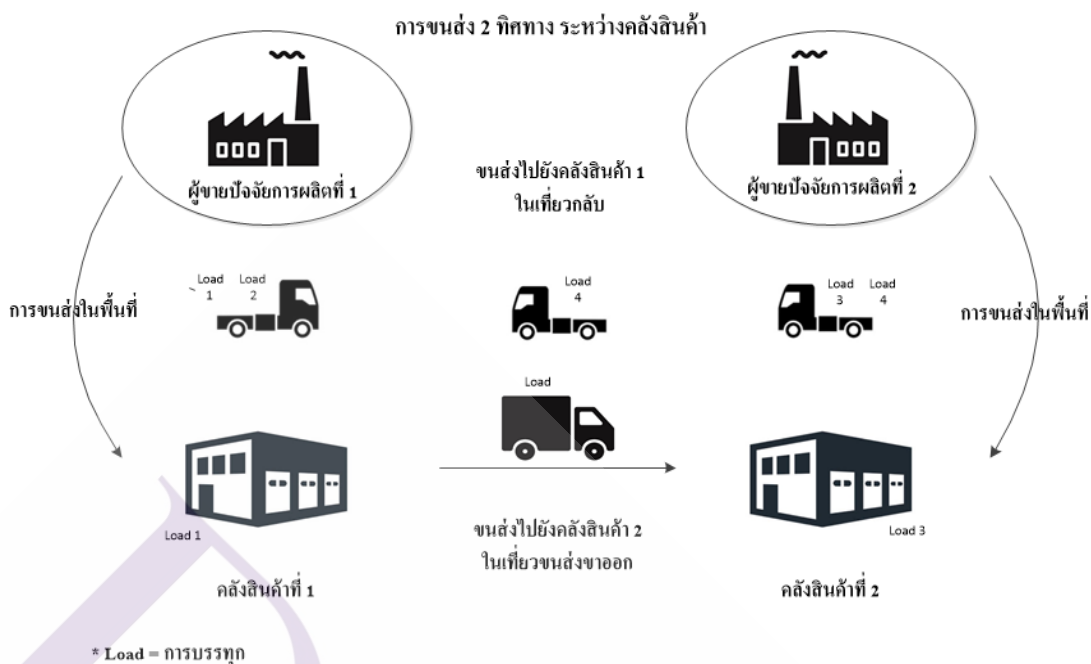 การขนส่ง 2 ทิศทาง ระหว่างคลังสินค้า
ผู้ขายปัจจัยการผลิตที่ 1
ขนส่งไปยังคลังสินค้า 1
ในเที่ยวกลับ
ผู้ขายปัจจัยการผลิตที่ 2
Load Load
1 2
Load
4
Load Load
3 4
การขนส่งในพื้นที่
การขนส่งในพื้นที่
Load
Load 1
ขนส่งไปยังคลังสินค้า 2
ในเที่ยวขนส่งขาออก
Load 3
คลังสินค้าที่ 1
คลังสินค้าที่ 2
* Load = การบรรทุก